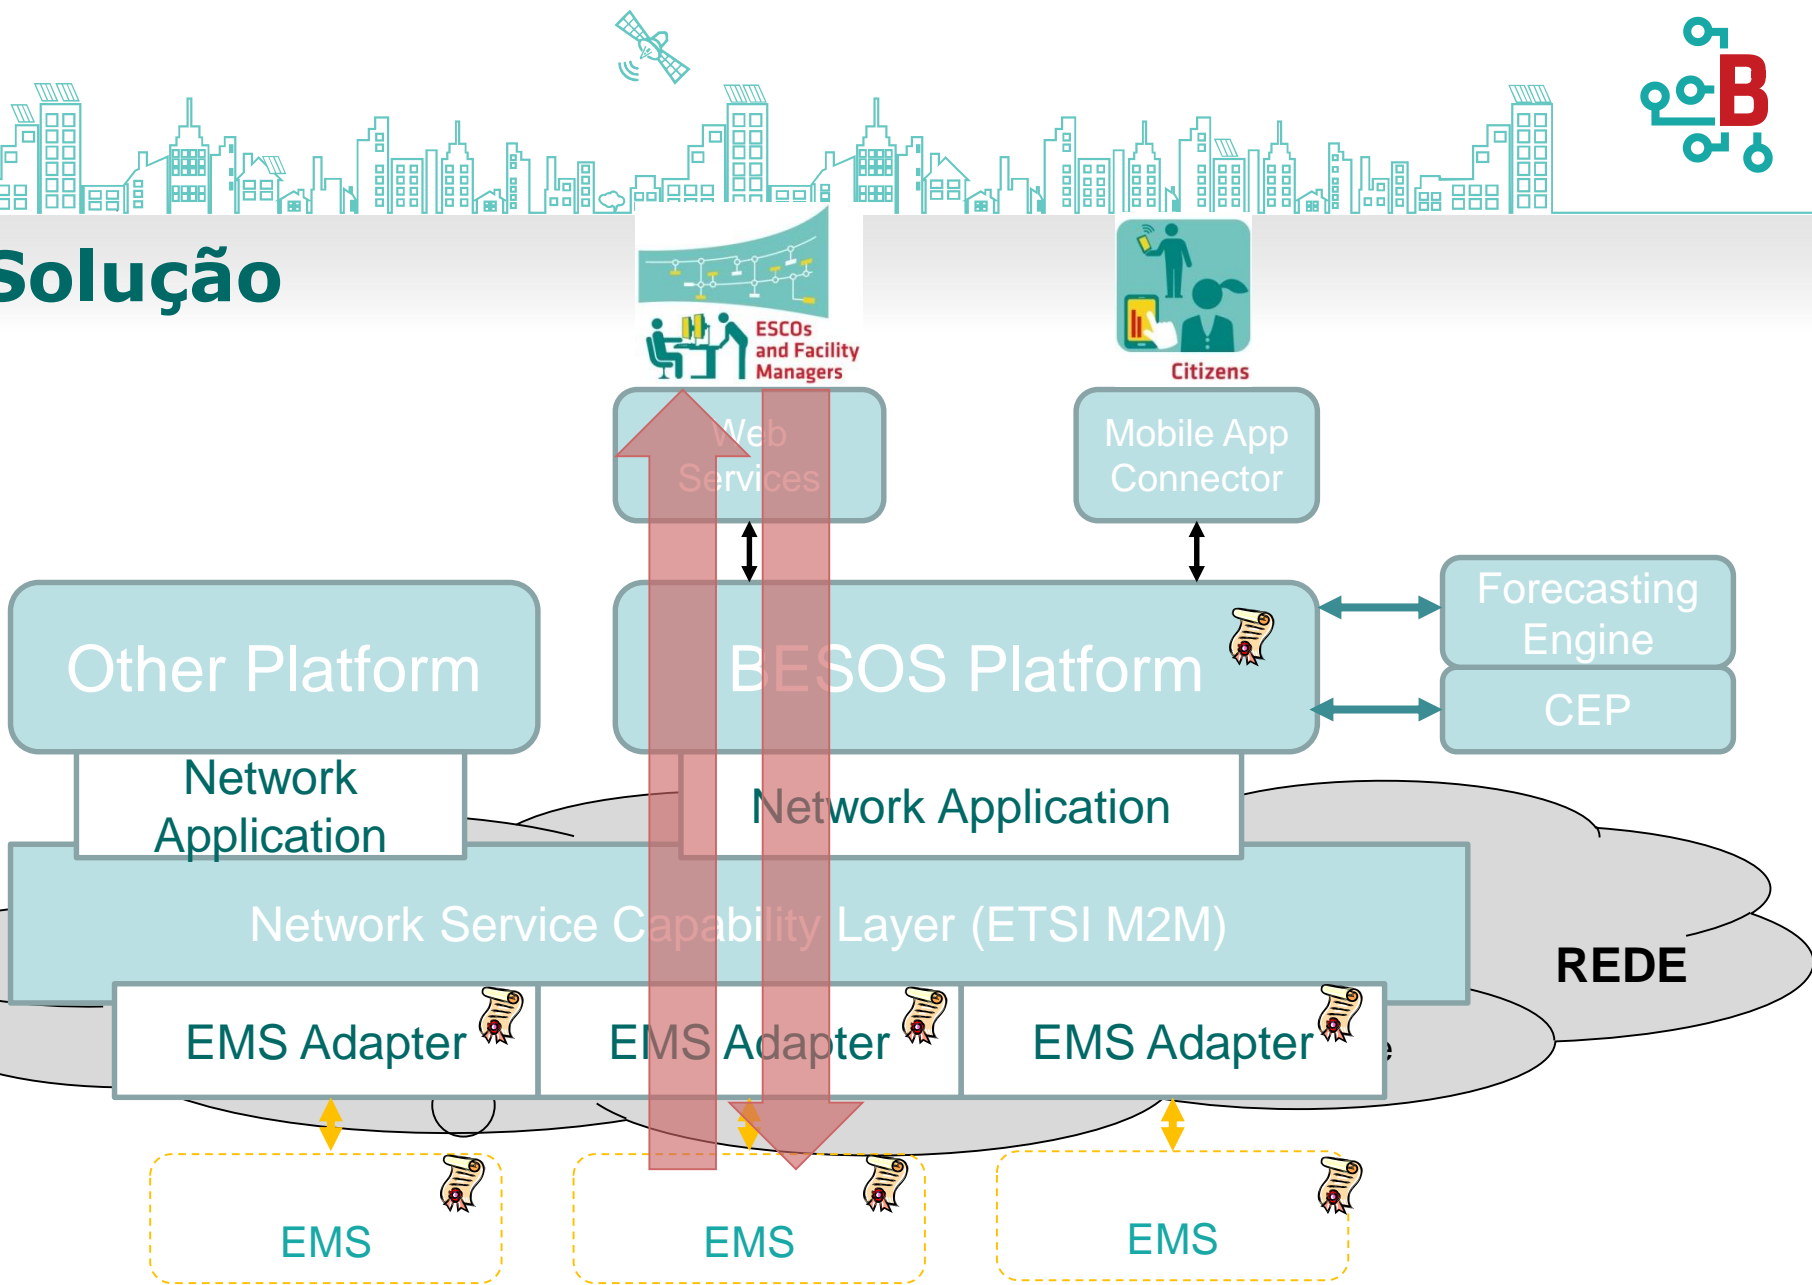 Solução
ESCOs
and Facility
Managers
Citizens
Web
Services
Mobile App
Connector
Forecasting
Engine
Other Platform
BESOS Platform
CEP
Network
Application
Network Application
Network Service Capability Layer (ETSI M2M)
REDE
EMS Adapter
EMS Adapter
EMS Adapter
EMS
EMS
EMS
B